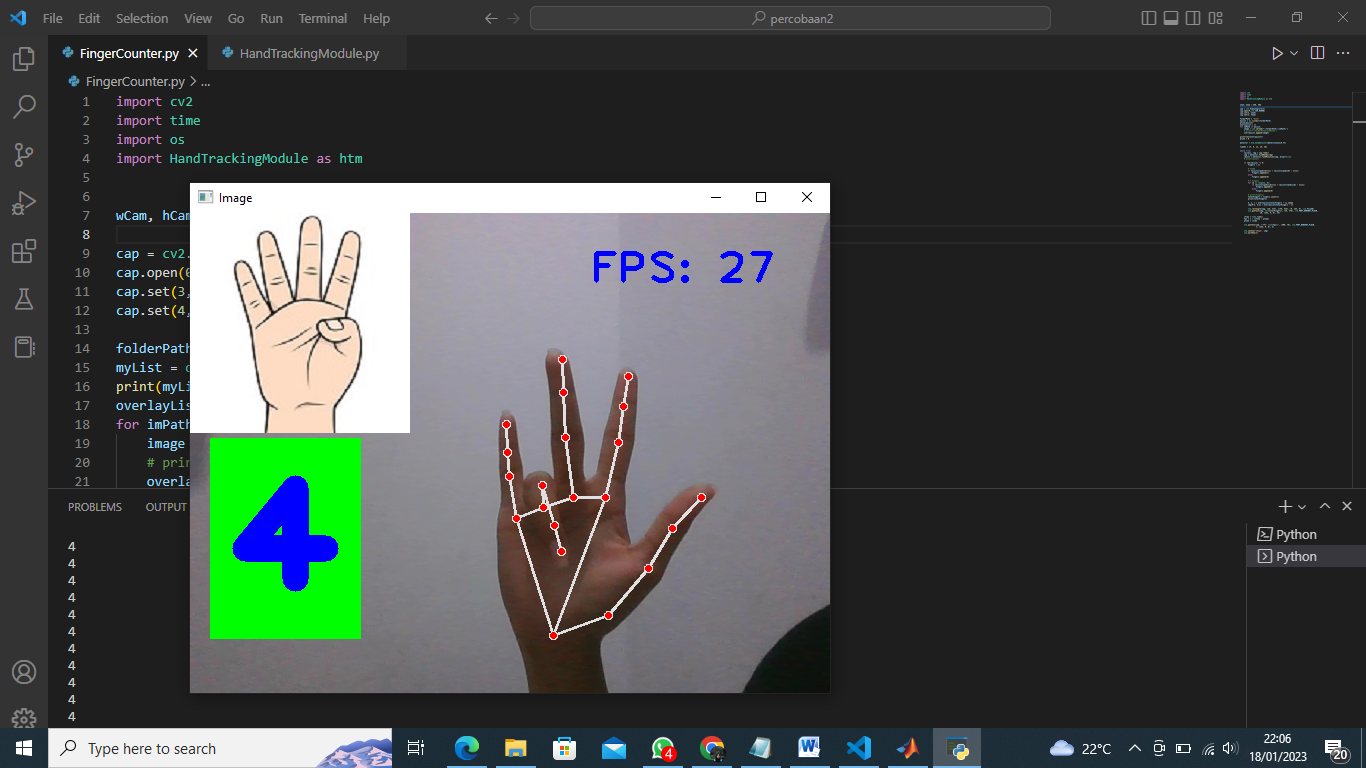 File Edit Selection View Go Run Terminal Help
percobaan2
FingerCounter.py
HandTrackingModule.py
FingerCounter.py > ...
1 import cv2
2 import time
3 import os
4 import HandTrackingModule as htm
5
6
7 wCam, hCam
8
9 cap = cv2.
10 cap.open(0
11 cap.set(3,
12 cap.set(4,
13
14 folderPath
15 myList = o
16 print(myLi
17 overlayLis
18 for imPath
19 image
20 # prin
21 overla
Image
FPS: 27
4
PROBLEMS OUTPUT
Python
Python
4
4
4
4
4
4
4
4
4
4
4
Type here to search
4
W
22°C
22:06
18/01/2023
20